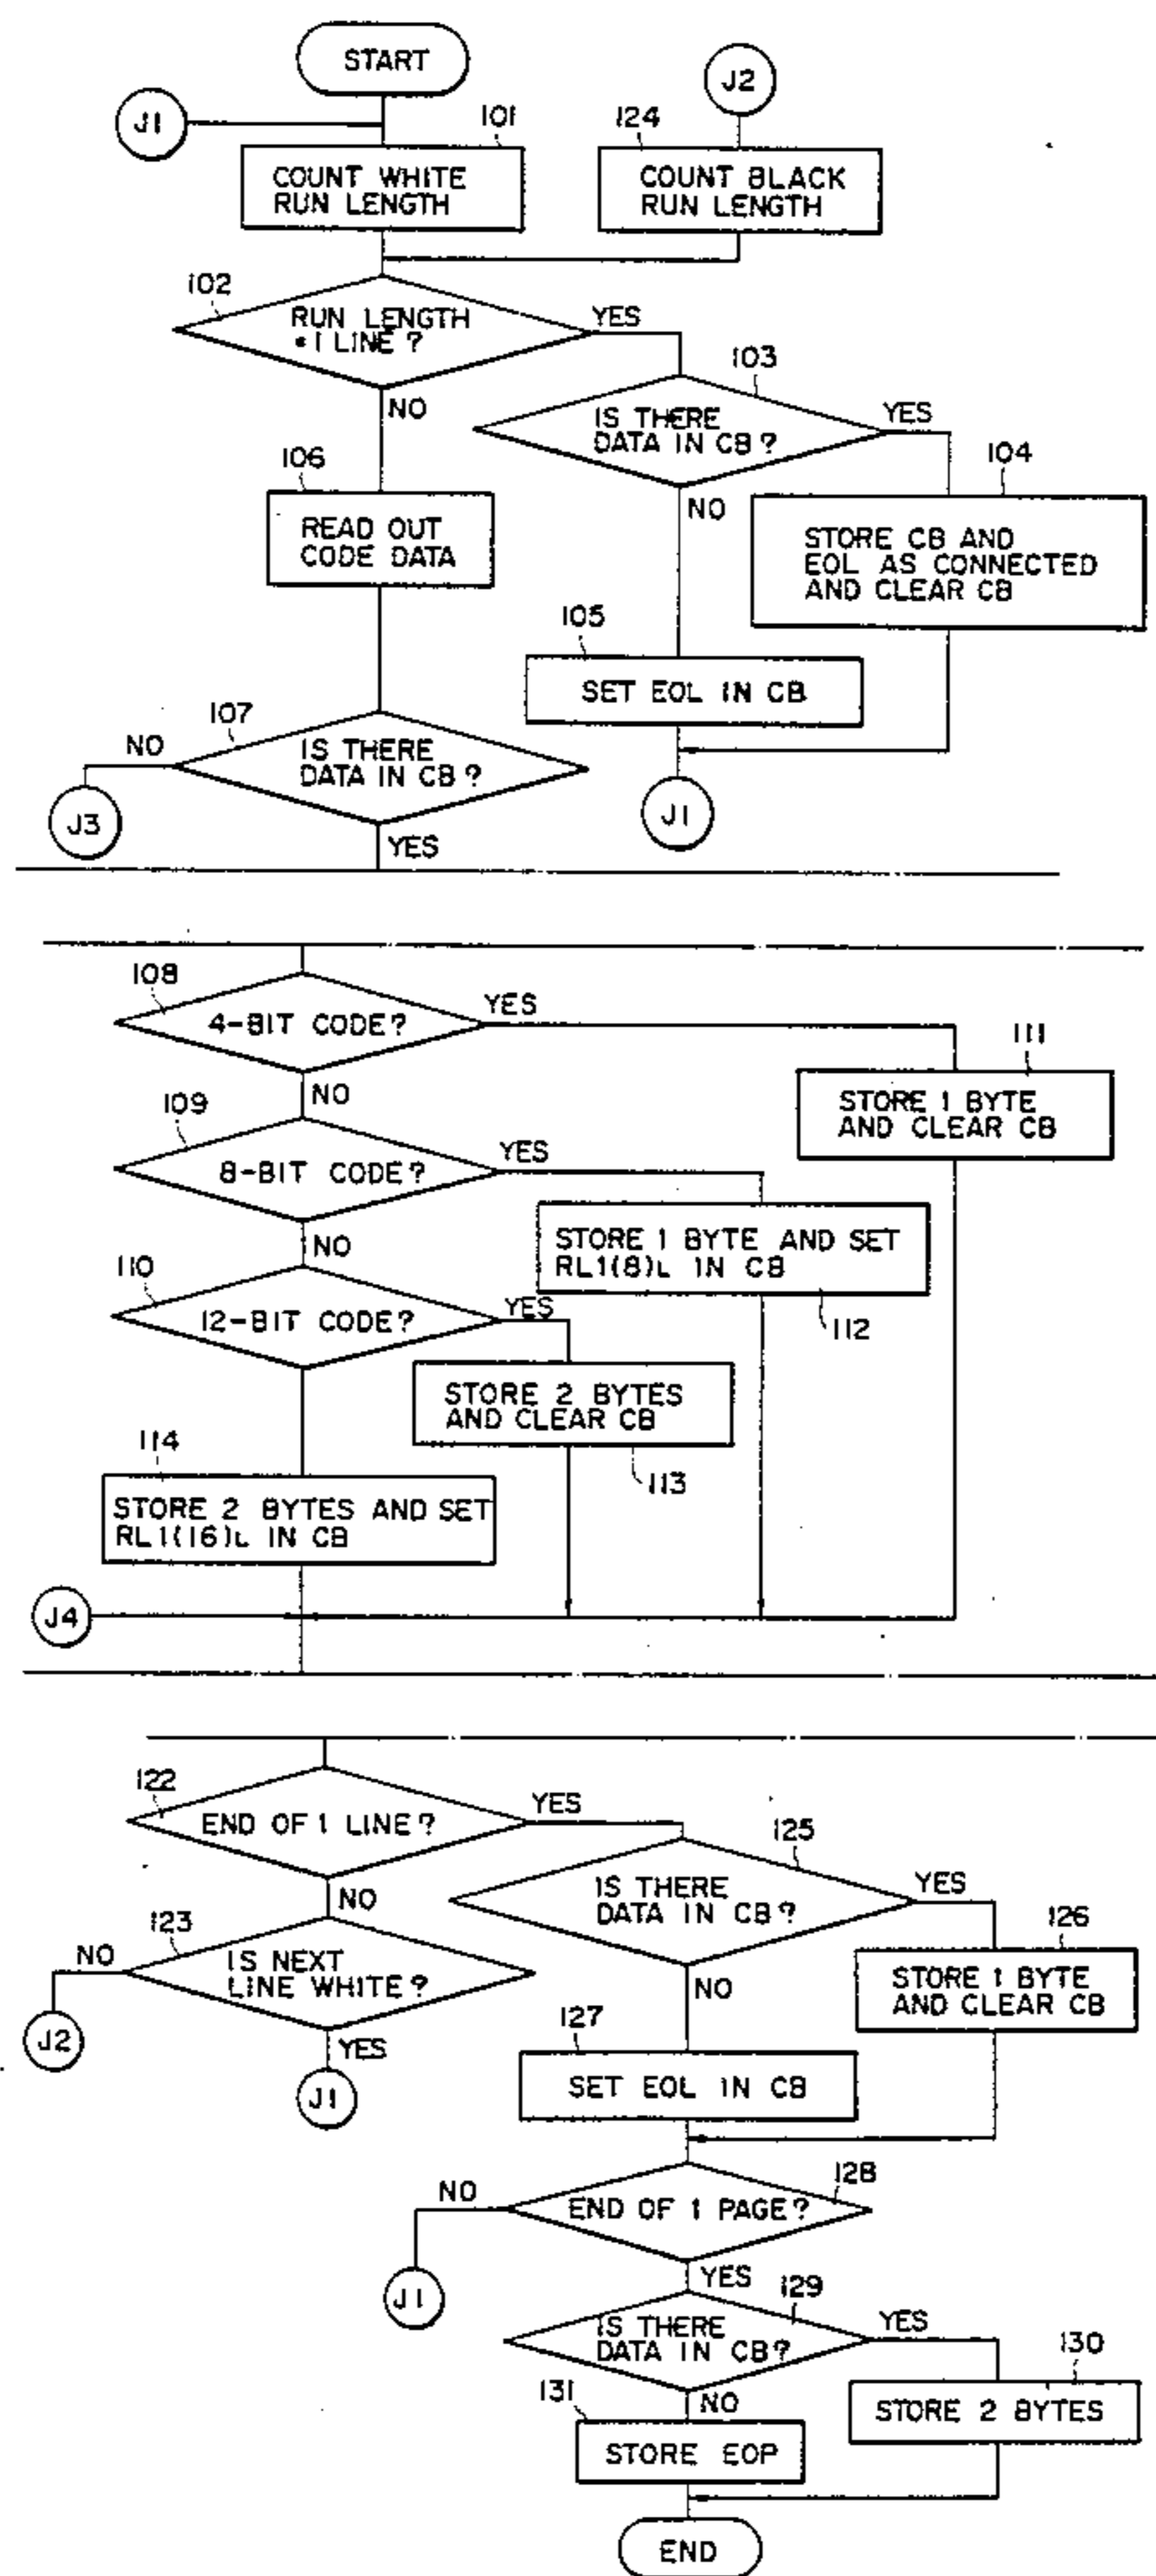 START
J1
J2
101
COUNT WHITE
RUN LENGTH
124
COUNT BLACK
RUN LENGTH
102
RUN LENGTH
1 LINE?
YES
NO
103
IS THERE
DATA IN CB?
YES
NO
104
STORE CB AND
EOL AS CONNECTED
AND CLEAR CB
106
READ OUT
CODE DATA
105
SET EOL IN CB
107
IS THERE
DATA IN CB?
NO
J3
YES
J1
108
4-BIT CODE?
YES
NO
111
STORE 1 BYTE
AND CLEAR CB
109
8-BIT CODE?
YES
NO
STORE 1 BYTE AND SET
RL1(8)L IN CB
112
110
12-BIT CODE?
YES
STORE 2 BYTES
AND CLEAR CB
113
114
STORE 2 BYTES AND SET
RL1(16)L IN CB
J4
122
END OF 1 LINE?
YES
NO
125
IS THERE
DATA IN CB?
YES
NO
126
STORE 1 BYTE
AND CLEAR CB
123
IS NEXT
LINE WHITE?
NO
J2
YES
J1
127
SET EOL IN CB
128
END OF 1 PAGE?
NO
J1
YES
129
IS THERE
DATA IN CB?
YES
NO
130
STORE 2 BYTES
131
STORE EOP
END